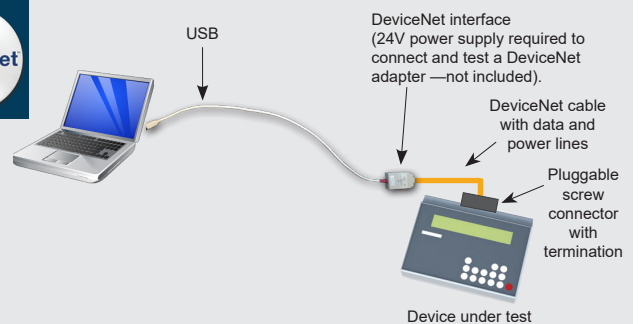 et
USB
DeviceNet interface
(24V power supply required to
connect and test a DeviceNet
adapter —not included).
DeviceNet cable
with data and
power lines
Pluggable
screw
connector
with
termination
Device under test